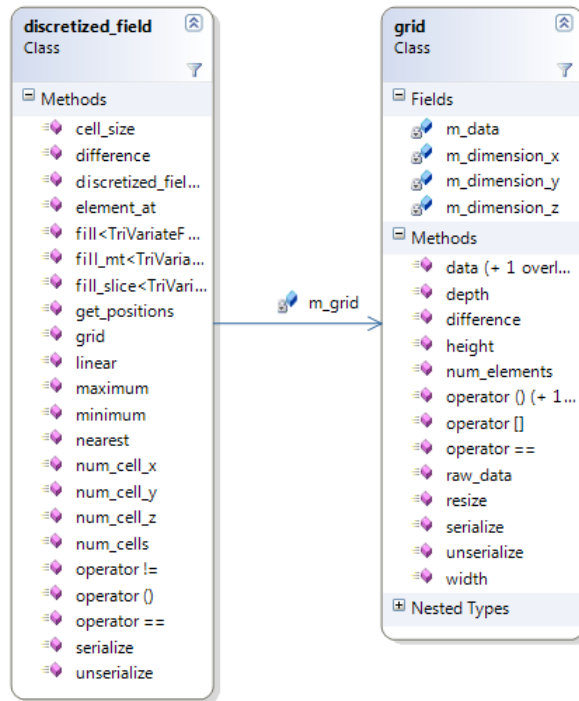 discretized_field
Class
Methods
cell_size
difference
discretized_fiel...
element_at
fill<TriVariateF ...
fill_mt<TriVaria...
fill_slice<TriVari...
get_positions
grid
linear
maximum
minimum
nearest
num_cell_x
num_cell_y
num_cell_z
num_cells
operator !=
operator ()
operator ==
serialize
unserialize
m_grid
grid
Class
Fields
m_data
m_dimension_x
m_dimension_y
m_dimension_z
Methods
data (+ 1 overl...
depth
difference
height
num_elements
operator () (+ 1...
operator []
operator ==
raw_data
resize
serialize
unserialize
width
Nested Types